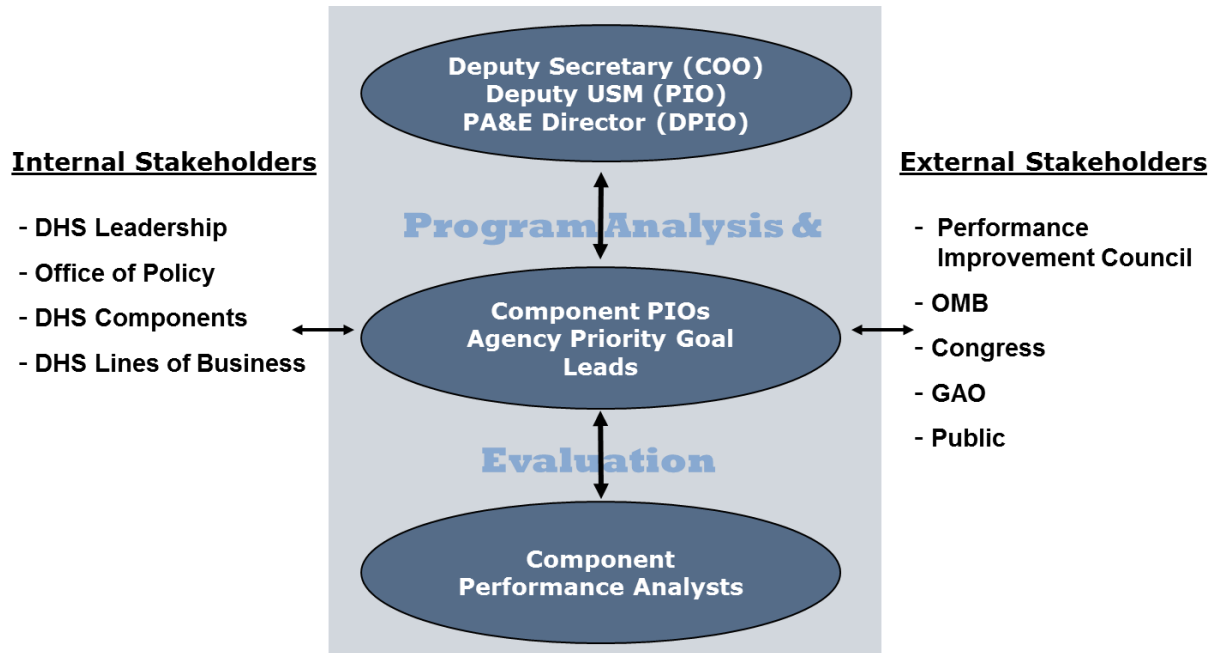 Deputy Secretary (COO)
Deputy USM (PIO)
PA&E Director (DPIO)
Internal Stakeholders
- DHS Leadership
- Office of Policy
- DHS Components
- DHS Lines of Business
Program Analysis &
Component PIOs
Agency Priority Goal
Leads
Evaluation
Component
Performance Analysts
External Stakeholders
- Performance
Improvement Council
- OMB
- Congress
- GAO
- Public